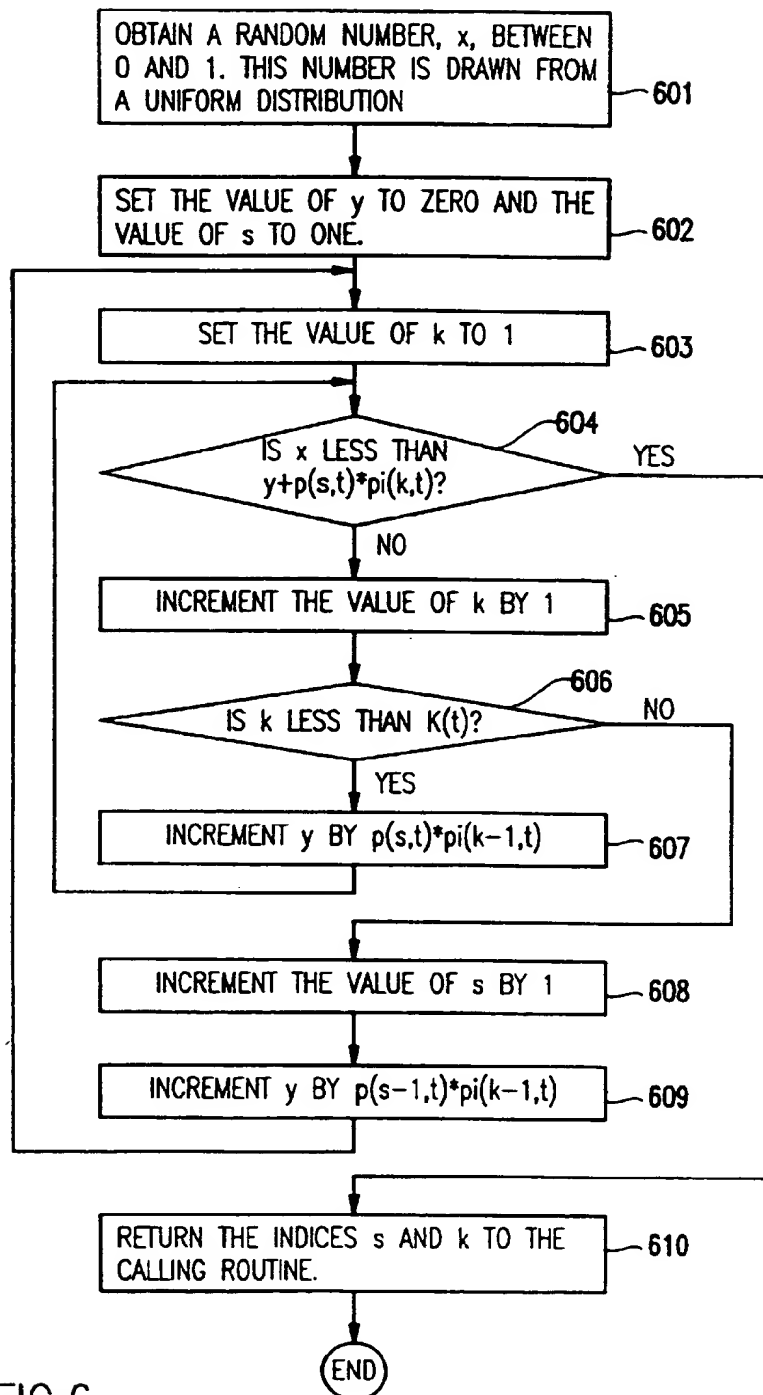 OBTAIN A RANDOM NUMBER, x, BETWEEN
0 AND 1. THIS NUMBER IS DRAWN FROM
A UNIFORM DISTRIBUTION
601
SET THE VALUE OF y TO ZERO AND THE
VALUE OF s TO ONE.
602
SET THE VALUE OF k TO 1
603
604
IS x LESS THAN
y+p(s,t)*pi(k,t)?
YES
NO
INCREMENT THE VALUE OF k BY 1
605
606
IS k LESS THAN K(t)?
NO
YES
INCREMENT y BY p(s,t)*pi(k-1,t)
607
INCREMENT THE VALUE OF s BY 1
608
INCREMENT y BY p(s-1,t)*pi(k-1,t)
609
RETURN THE INDICES s AND k TO THE
CALLING ROUTINE.
610
END
FIG.6